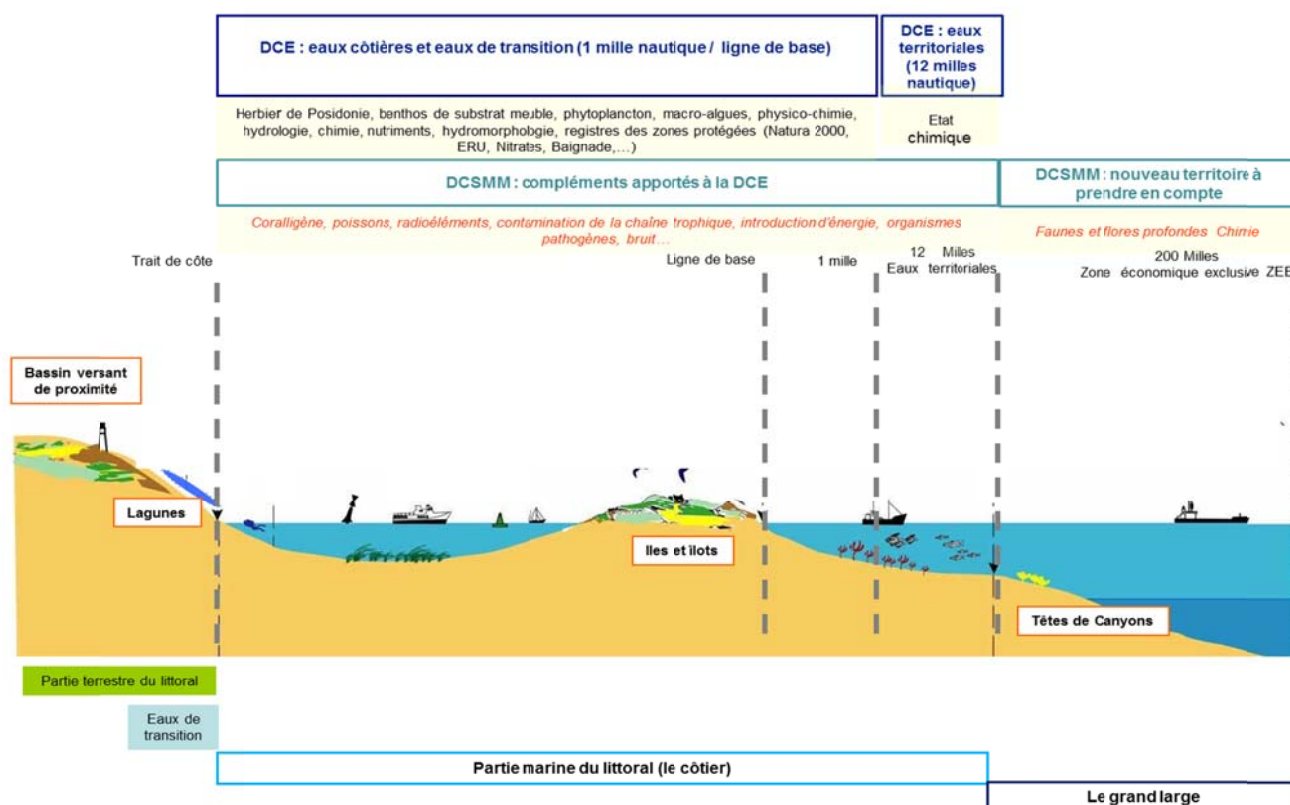 DCE : eaux côtières et eaux de transition (1 mille nautique / ligne de base)
DCE : eaux
territoriales
(12 milles
nautique)
Herbier de Posidonie, benthos de substrat meuble, phytoplancton, macro-algues, physico-chimie,
hydrologie, chimie, nutriments, hydromorphologie, registres des zones protégées (Natura 2000,
ERU, Nitrates, Baignade,...)
Etat
chimique
DCSMM : compléments apportés à la DCE
DCSMM : nouveau territoire à
prendre en compte
Coralligène, poissons, radioéléments, contamination de la chaîne trophique, introduction d'énergie, organismes
pathogènes, bruit...
Faunes et flores profondes Chimie
Trait de côte
Ligne de base
1 mille
12 Milles
Eaux territoriales
200 Milles
Zone économique exclusive ZEE
Bassin versant
de proximité
Lagunes
Iles et îlots
Têtes de Canyons
Partie terrestre du littoral
Eaux de
transition
Partie marine du littoral (le côtier)
Le grand large